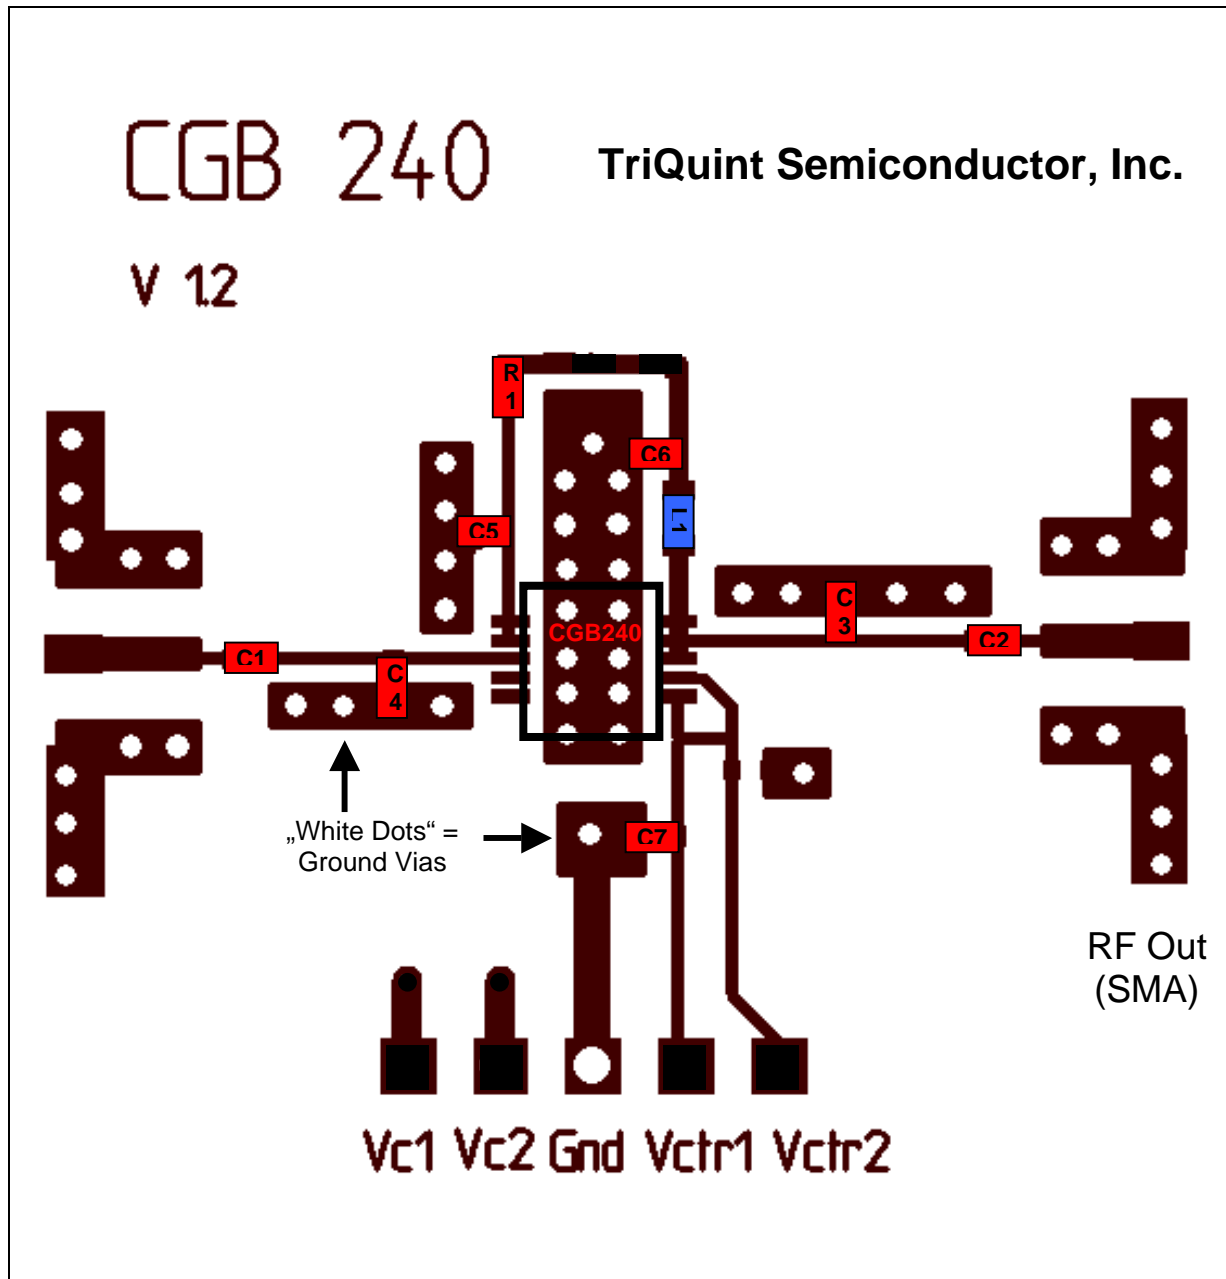 CGB 240
TriQuint Semiconductor, Inc.
V 1.2
R
1
C6
L1
C5
C
3
CGB240
C1
C2
C
4
„White Dots“ =
Ground Vias
C7
RF Out
(SMA)
Vc1 Vc2 Gnd Vctr1 Vctr2